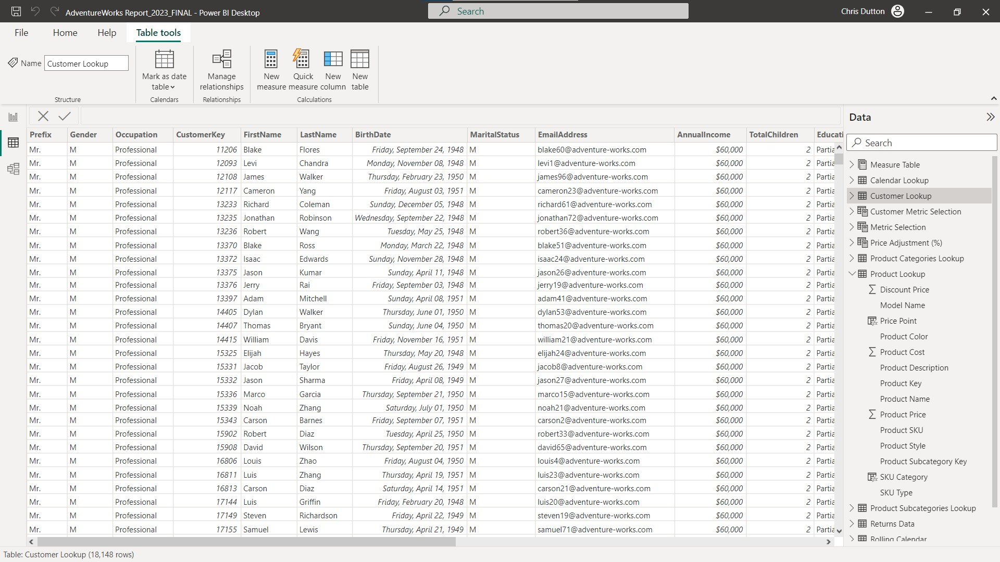 AdventureWorks Report_2023_FINAL - Power BI Desktop
Search
Chris Dutton
File Home Help Table tools
Name Customer Lookup
Mark as date table
Manage relationships
New measure
Quick measure
New column
New table
Structure Calendars Relationships Calculations
Prefix Gender Occupation CustomerKey FirstName LastName BirthDate MaritalStatus EmailAddress AnnualIncome TotalChildren Educati
Mr. M Professional 11206 Blake Flores Friday, September 24, 1948 M blake60@adventure-works.com $60,000 2 Partia
Mr. M Professional 12093 Levi Chandra Monday, November 08, 1948 M levi1@adventure-works.com $60,000 2 Partia
Mr. M Professional 12108 James Walker Thursday, February 23, 1950 M james96@adventure-works.com $60,000 2 Partia
Mr. M Professional 12117 Cameron Yang Friday, August 03, 1951 M cameron23@adventure-works.com $60,000 2 Partia
Mr. M Professional 13233 Richard Coleman Sunday, December 05, 1948 M richard61@adventure-works.com $60,000 2 Partia
Mr. M Professional 13235 Jonathan Robinson Wednesday, September 22, 1948 M jonathan72@adventure-works.com $60,000 2 Partia
Mr. M Professional 13236 Robert Wang Tuesday, May 25, 1948 M robert36@adventure-works.com $60,000 2 Partia
Mr. M Professional 13370 Blake Ross Monday, March 22, 1948 M blake51@adventure-works.com $60,000 2 Partia
Mr. M Professional 13372 Isaac Edwards Sunday, November 28, 1948 M isaac24@adventure-works.com $60,000 2 Partia
Mr. M Professional 13375 Jason Kumar Sunday, April 11, 1948 M jason26@adventure-works.com $60,000 2 Partia
Mr. M Professional 13376 Jerry Rai Friday, September 03, 1948 M jerry19@adventure-works.com $60,000 2 Partia
Mr. M Professional 13397 Adam Mitchell Sunday, April 08, 1951 M adam41@adventure-works.com $60,000 2 Partia
Mr. M Professional 14405 Dylan Walker Thursday, June 01, 1950 M dylan53@adventure-works.com $60,000 2 Partia
Mr. M Professional 14407 Thomas Bryant Sunday, June 04, 1950 M thomas20@adventure-works.com $60,000 2 Partia
Mr. M Professional 14415 William Davis Friday, November 16, 1951 M william21@adventure-works.com $60,000 2 Partia
Mr. M Professional 15325 Elijah Hayes Thursday, May 20, 1948 M elijah24@adventure-works.com $60,000 2 Partia
Mr. M Professional 15331 Jacob Taylor Friday, August 26, 1949 M jacob8@adventure-works.com $60,000 2 Partia
Mr. M Professional 15332 Jason Sharma Friday, April 08, 1949 M jason27@adventure-works.com $60,000 2 Partia
Mr. M Professional 15336 Marco Garcia Thursday, September 21, 1950 M marco15@adventure-works.com $60,000 2 Partia
Mr. M Professional 15339 Noah Zhang Saturday, July 01, 1950 M noah21@adventure-works.com $60,000 2 Partia
Mr. M Professional 15343 Carson Barnes Friday, September 07, 1951 M carson2@adventure-works.com $60,000 2 Partia
Mr. M Professional 15902 Robert Diaz Tuesday, April 25, 1950 M robert33@adventure-works.com $60,000 2 Partia
Mr. M Professional 15908 David Wilson Thursday, September 20, 1951 M david65@adventure-works.com $60,000 2 Partia
Mr. M Professional 16806 Louis Zhao Friday, August 04, 1950 M louis4@adventure-works.com $60,000 2 Partia
Mr. M Professional 16811 Luis Zhang Thursday, April 19, 1951 M luis23@adventure-works.com $60,000 2 Partia
Mr. M Professional 16813 Carson Diaz Saturday, April 14, 1951 M carson21@adventure-works.com $60,000 2 Partia
Mr. M Professional 17144 Luis Griffin Friday, February 20, 1948 M luis20@adventure-works.com $60,000 2 Partia
Mr. M Professional 17149 Steven Richardson Friday, April 22, 1949 M steven19@adventure-works.com $60,000 2 Partia
Mr. M Professional 17155 Samuel Lewis Thursday, April 21, 1949 M samuel71@adventure-works.com $60,000 2 Partia
Data
Search
Measure Table
Calendar Lookup
Customer Lookup
Customer Metric Selection
Metric Selection
Price Adjustment (%)
Product Categories Lookup
Product Lookup
Discount Price
Model Name
Price Point
Product Color
Product Cost
Product Description
Product Key
Product Name
Product Price
Product SKU
Product Style
Product Subcategory Key
SKU Category
SKU Type
Product Subcategories Lookup
Returns Data
Rolling Calendar
Table: Customer Lookup (18,148 rows)